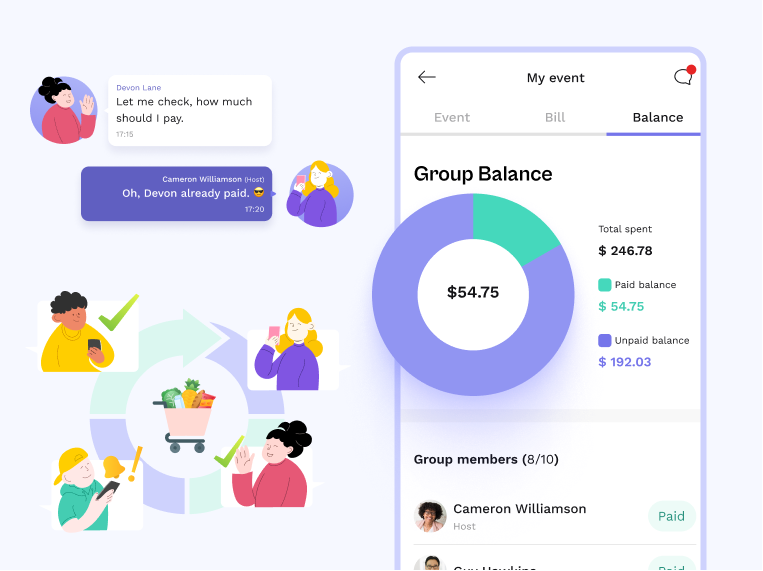 Devon Lane
Let me check, how much
should I pay.
17:15
Cameron Williamson (Host)
Oh, Devon already paid. 😎
17:20
My event
Event Bill Balance
Group Balance
$54.75
Total spent
$ 246.78
Paid balance
$ 54.75
Unpaid balance
$ 192.03
Group members (8/10)
Cameron Williamson
Host
Paid